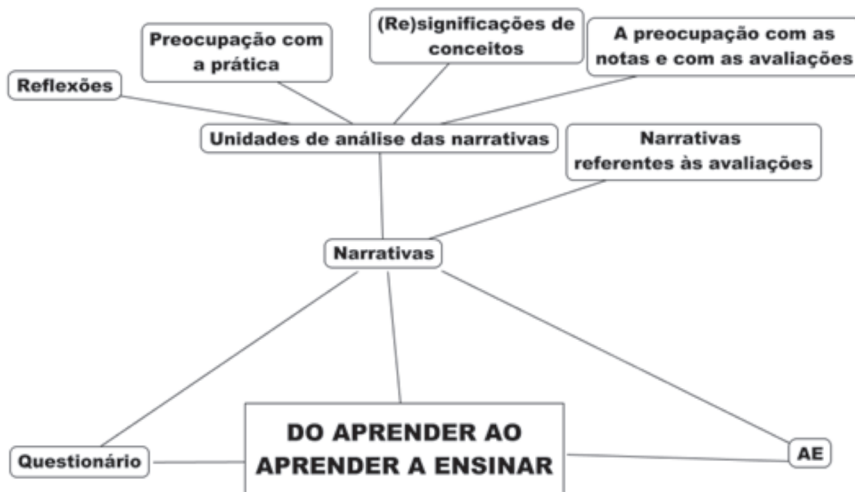 (Re)significações de
conceitos
A preocupação com as
notas e com as avaliações
Preocupação com
a prática
Reflexões
Unidades de análise das narrativas
Narrativas
referentes às avaliações
Narrativas
DO APRENDER AO
APRENDER A ENSINAR
Questionário
AE